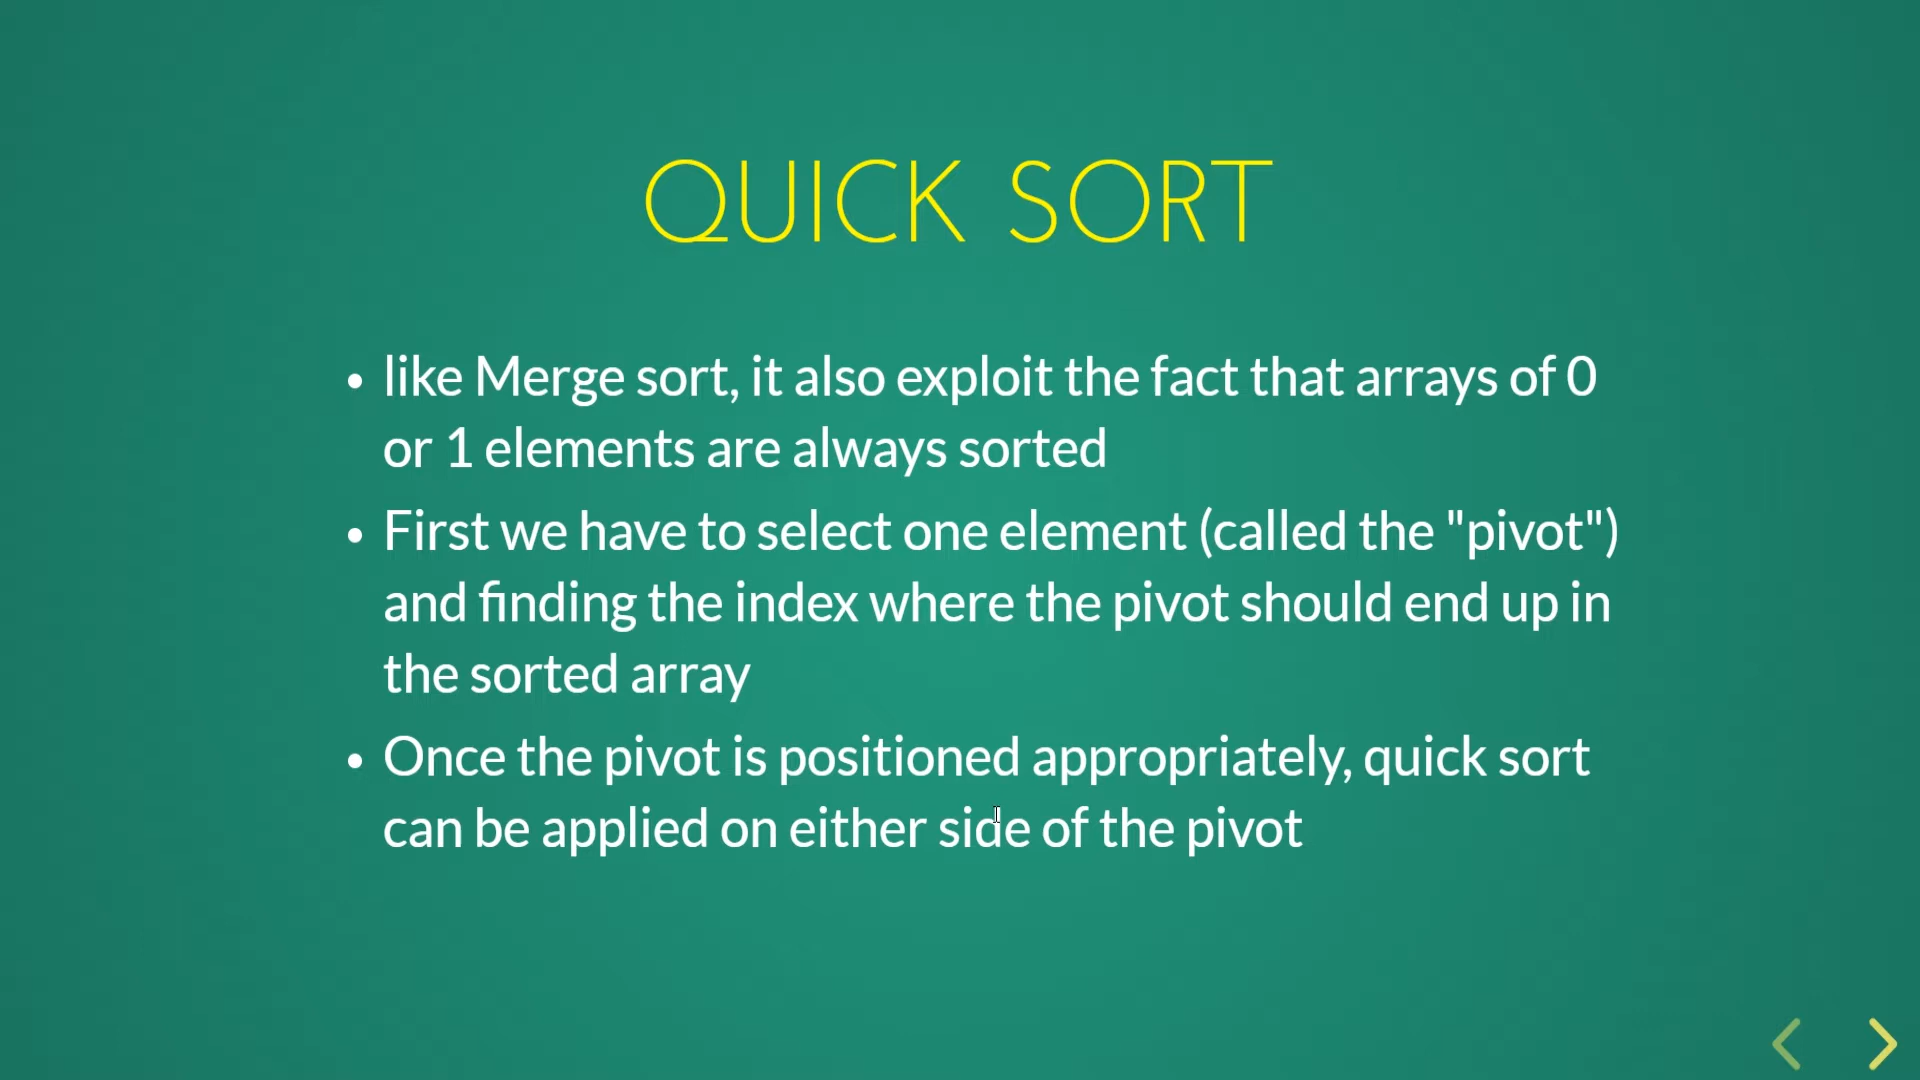 QUICK SORT
• like Merge sort, it also exploit the fact that arrays of 0
or 1 elements are always sorted
• First we have to select one element (called the "pivot")
and finding the index where the pivot should end up in
the sorted array
• Once the pivot is positioned appropriately, quick sort
can be applied on either side of the pivot